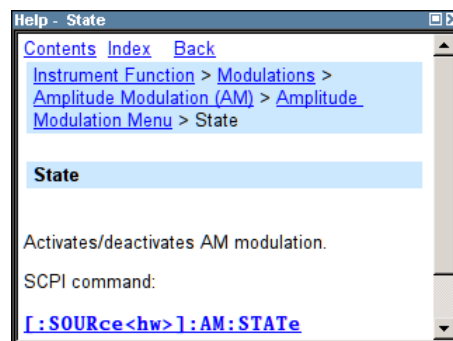 Help - State
Contents Index Back
Instrument Function > Modulations >
Amplitude Modulation (AM) > Amplitude
Modulation Menu > State
State
Activates/deactivates AM modulation.
SCPI command:
[:SOURce<hw>]:AM:STATe